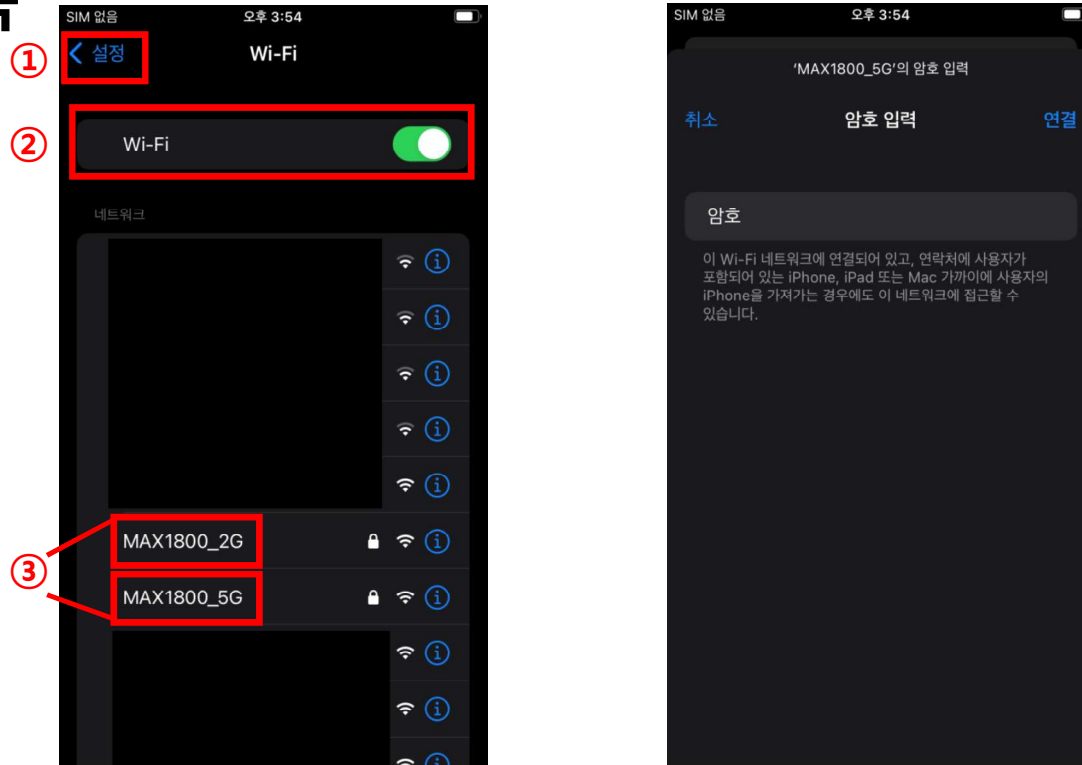 SIM 없음 오후 3:54
① 설정 Wi-Fi
② Wi-Fi
네트워크
MAX1800_2G
③
MAX1800_5G
SIM 없음 오후 3:54
'MAX1800_5G'의 암호 입력
취소 암호 입력 연결
암호
이 Wi-Fi 네트워크에 연결되어 있고, 연락처에 사용자가
포함되어 있는 iPhone, iPad 또는 Mac 가까이에 사용자의
iPhone을 가져가는 경우에도 이 네트워크에 접근할 수
있습니다.